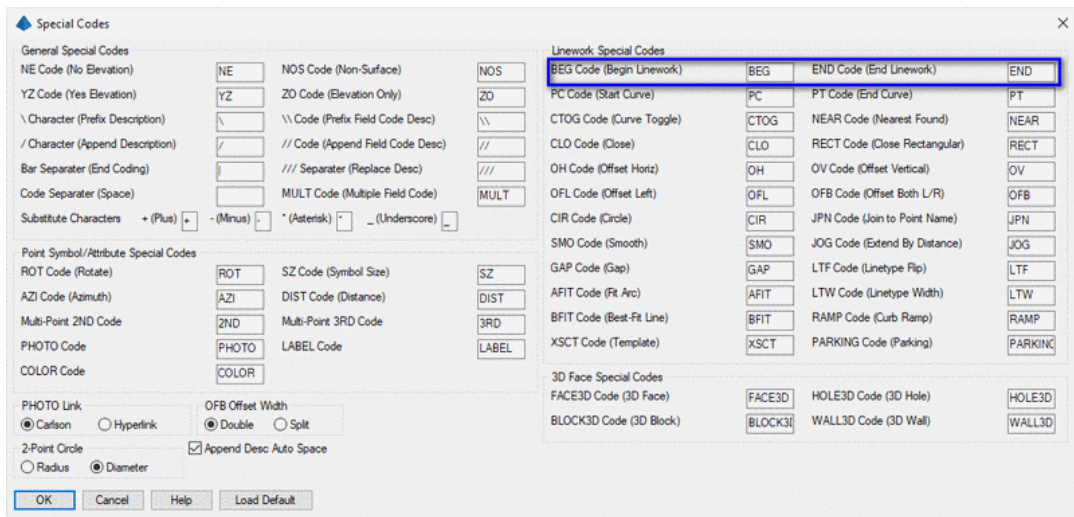 Special Codes
General Special Codes
NE Code (No Elevation) NE NOS Code (Non-Surface) NOS
YZ Code (Yes Elevation) YZ ZO Code (Elevation Only) ZO
\ Character (Prefix Description) \ \\ Code (Prefix Field Code Desc) \\
/ Character (Append Description) / // Code (Append Field Code Desc) //
Bar Separater (End Coding) | /// Separater (Replace Desc) ///
Code Separater (Space) MULT Code (Multiple Field Code) MULT
Substitute Characters + (Plus) + - (Minus) - * (Asterisk) * _ (Underscore) _
Point Symbol/Attribute Special Codes
ROT Code (Rotate) ROT SZ Code (Symbol Size) SZ
AZI Code (Azimuth) AZI DIST Code (Distance) DIST
Multi-Point 2ND Code 2ND Multi-Point 3RD Code 3RD
PHOTO Code PHOTO LABEL Code LABEL
COLOR Code COLOR
PHOTO Link OFB Offset Width
Carlson Hyperlink Double Split
2-Point Circle Append Desc Auto Space
Radius Diameter
OK Cancel Help Load Default
Linework Special Codes
BEG Code (Begin Linework) BEG END Code (End Linework) END
PC Code (Start Curve) PC PT Code (End Curve) PT
CTOG Code (Curve Toggle) CTOG NEAR Code (Nearest Found) NEAR
CLO Code (Close) CLO RECT Code (Close Rectangular) RECT
OH Code (Offset Horiz) OH OV Code (Offset Vertical) OV
OFL Code (Offset Left) OFL OFB Code (Offset Both L/R) OFB
CIR Code (Circle) CIR JPN Code (Join to Point Name) JPN
SMO Code (Smooth) SMO JOG Code (Extend By Distance) JOG
GAP Code (Gap) GAP LTF Code (Linetype Flip) LTF
AFIT Code (Fit Arc) AFIT LTW Code (Linetype Width) LTW
BFIT Code (Best-Fit Line) BFIT RAMP Code (Curb Ramp) RAMP
XSCT Code (Template) XSCT PARKING Code (Parking) PARKING
3D Face Special Codes
FACE3D Code (3D Face) FACE3D HOLE3D Code (3D Hole) HOLE3D
BLOCK3D Code (3D Block) BLOCK3D WALL3D Code (3D Wall) WALL3D